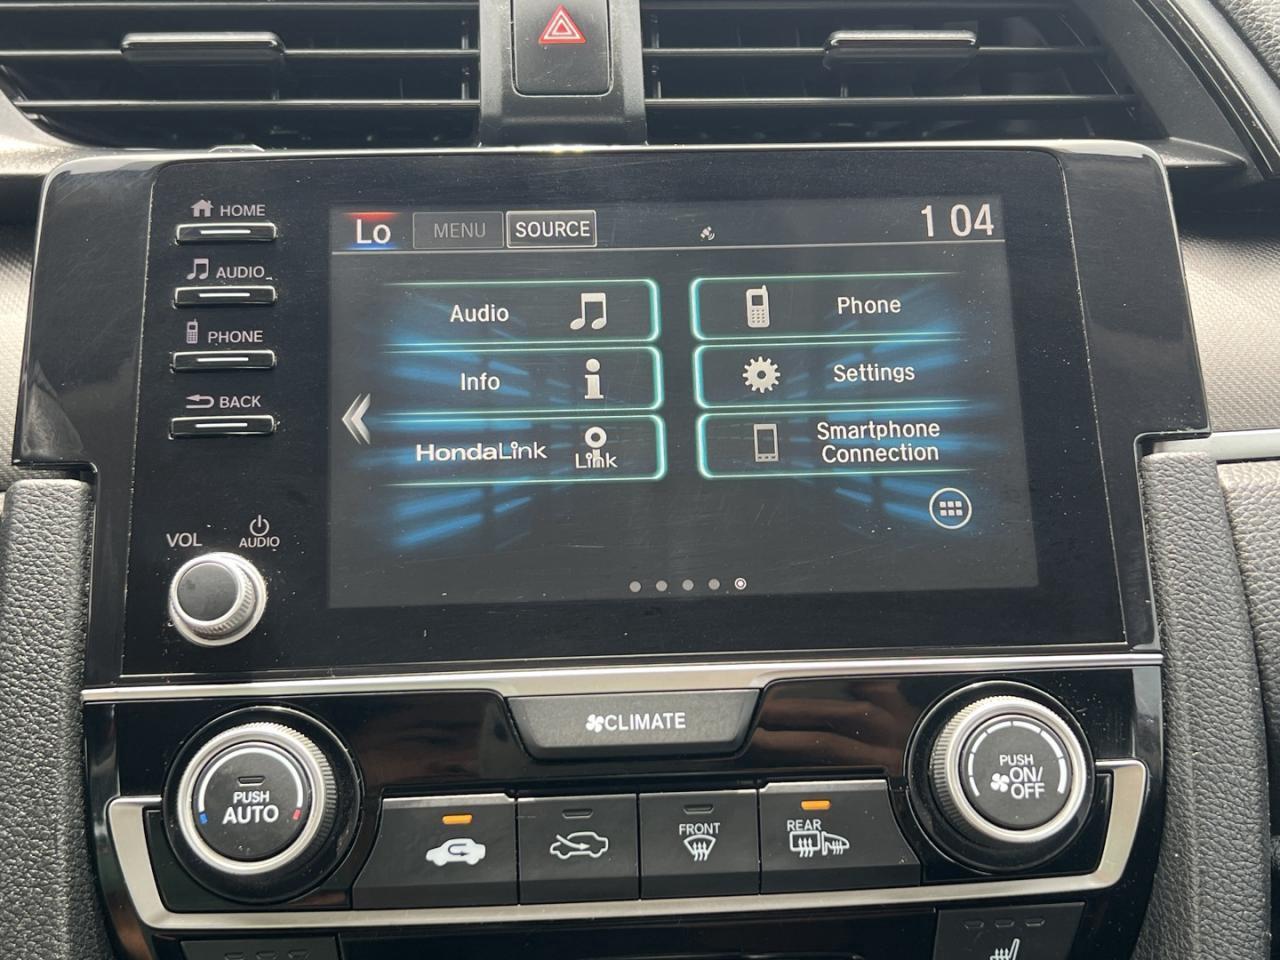 HOME
AUDIO
PHONE
BACK
VOL
AUDIO
Lo
MENU
SOURCE
1 04
Audio
Phone
Info
Settings
HondaLink
Link
Smartphone
Connection
CLIMATE
PUSH
AUTO
FRONT
REAR
PUSH
ON/
OFF